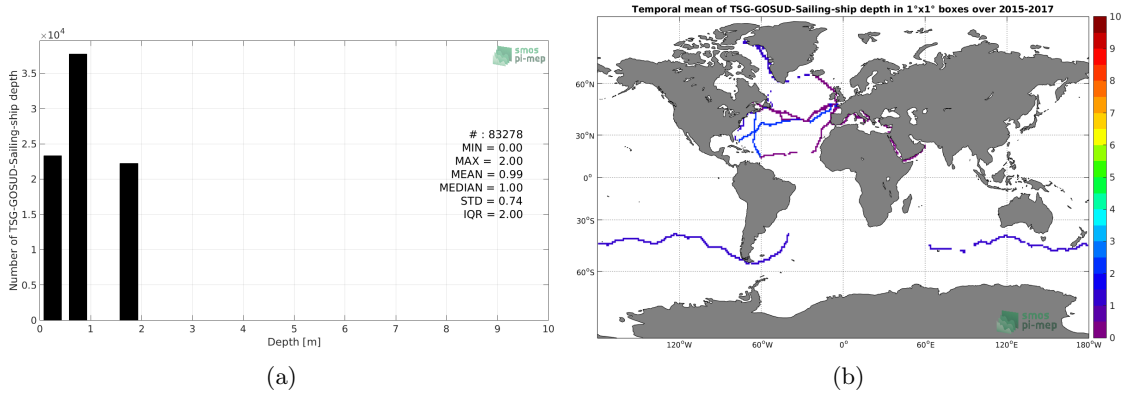 ×10⁴
3.5
3
2.5
2
1.5
1
0.5
0
0 1 2 3 4 5 6 7 8 9 10
Number of TSG-GOSUD-Sailing-ship depth
Depth [m]
smos
pi-mep
# : 83278
MIN = 0.00
MAX = 2.00
MEAN = 0.99
MEDIAN = 1.00
STD = 0.74
IQR = 2.00
(a)
Temporal mean of TSG-GOSUD-Sailing-ship depth in 1°x1° boxes over 2015-2017
60°N
30°N
0°
30°S
60°S
120°W 60°W 0° 60°E 120°E 180°W
smos
pi-mep
10
9
8
7
6
5
4
3
2
1
0
(b)